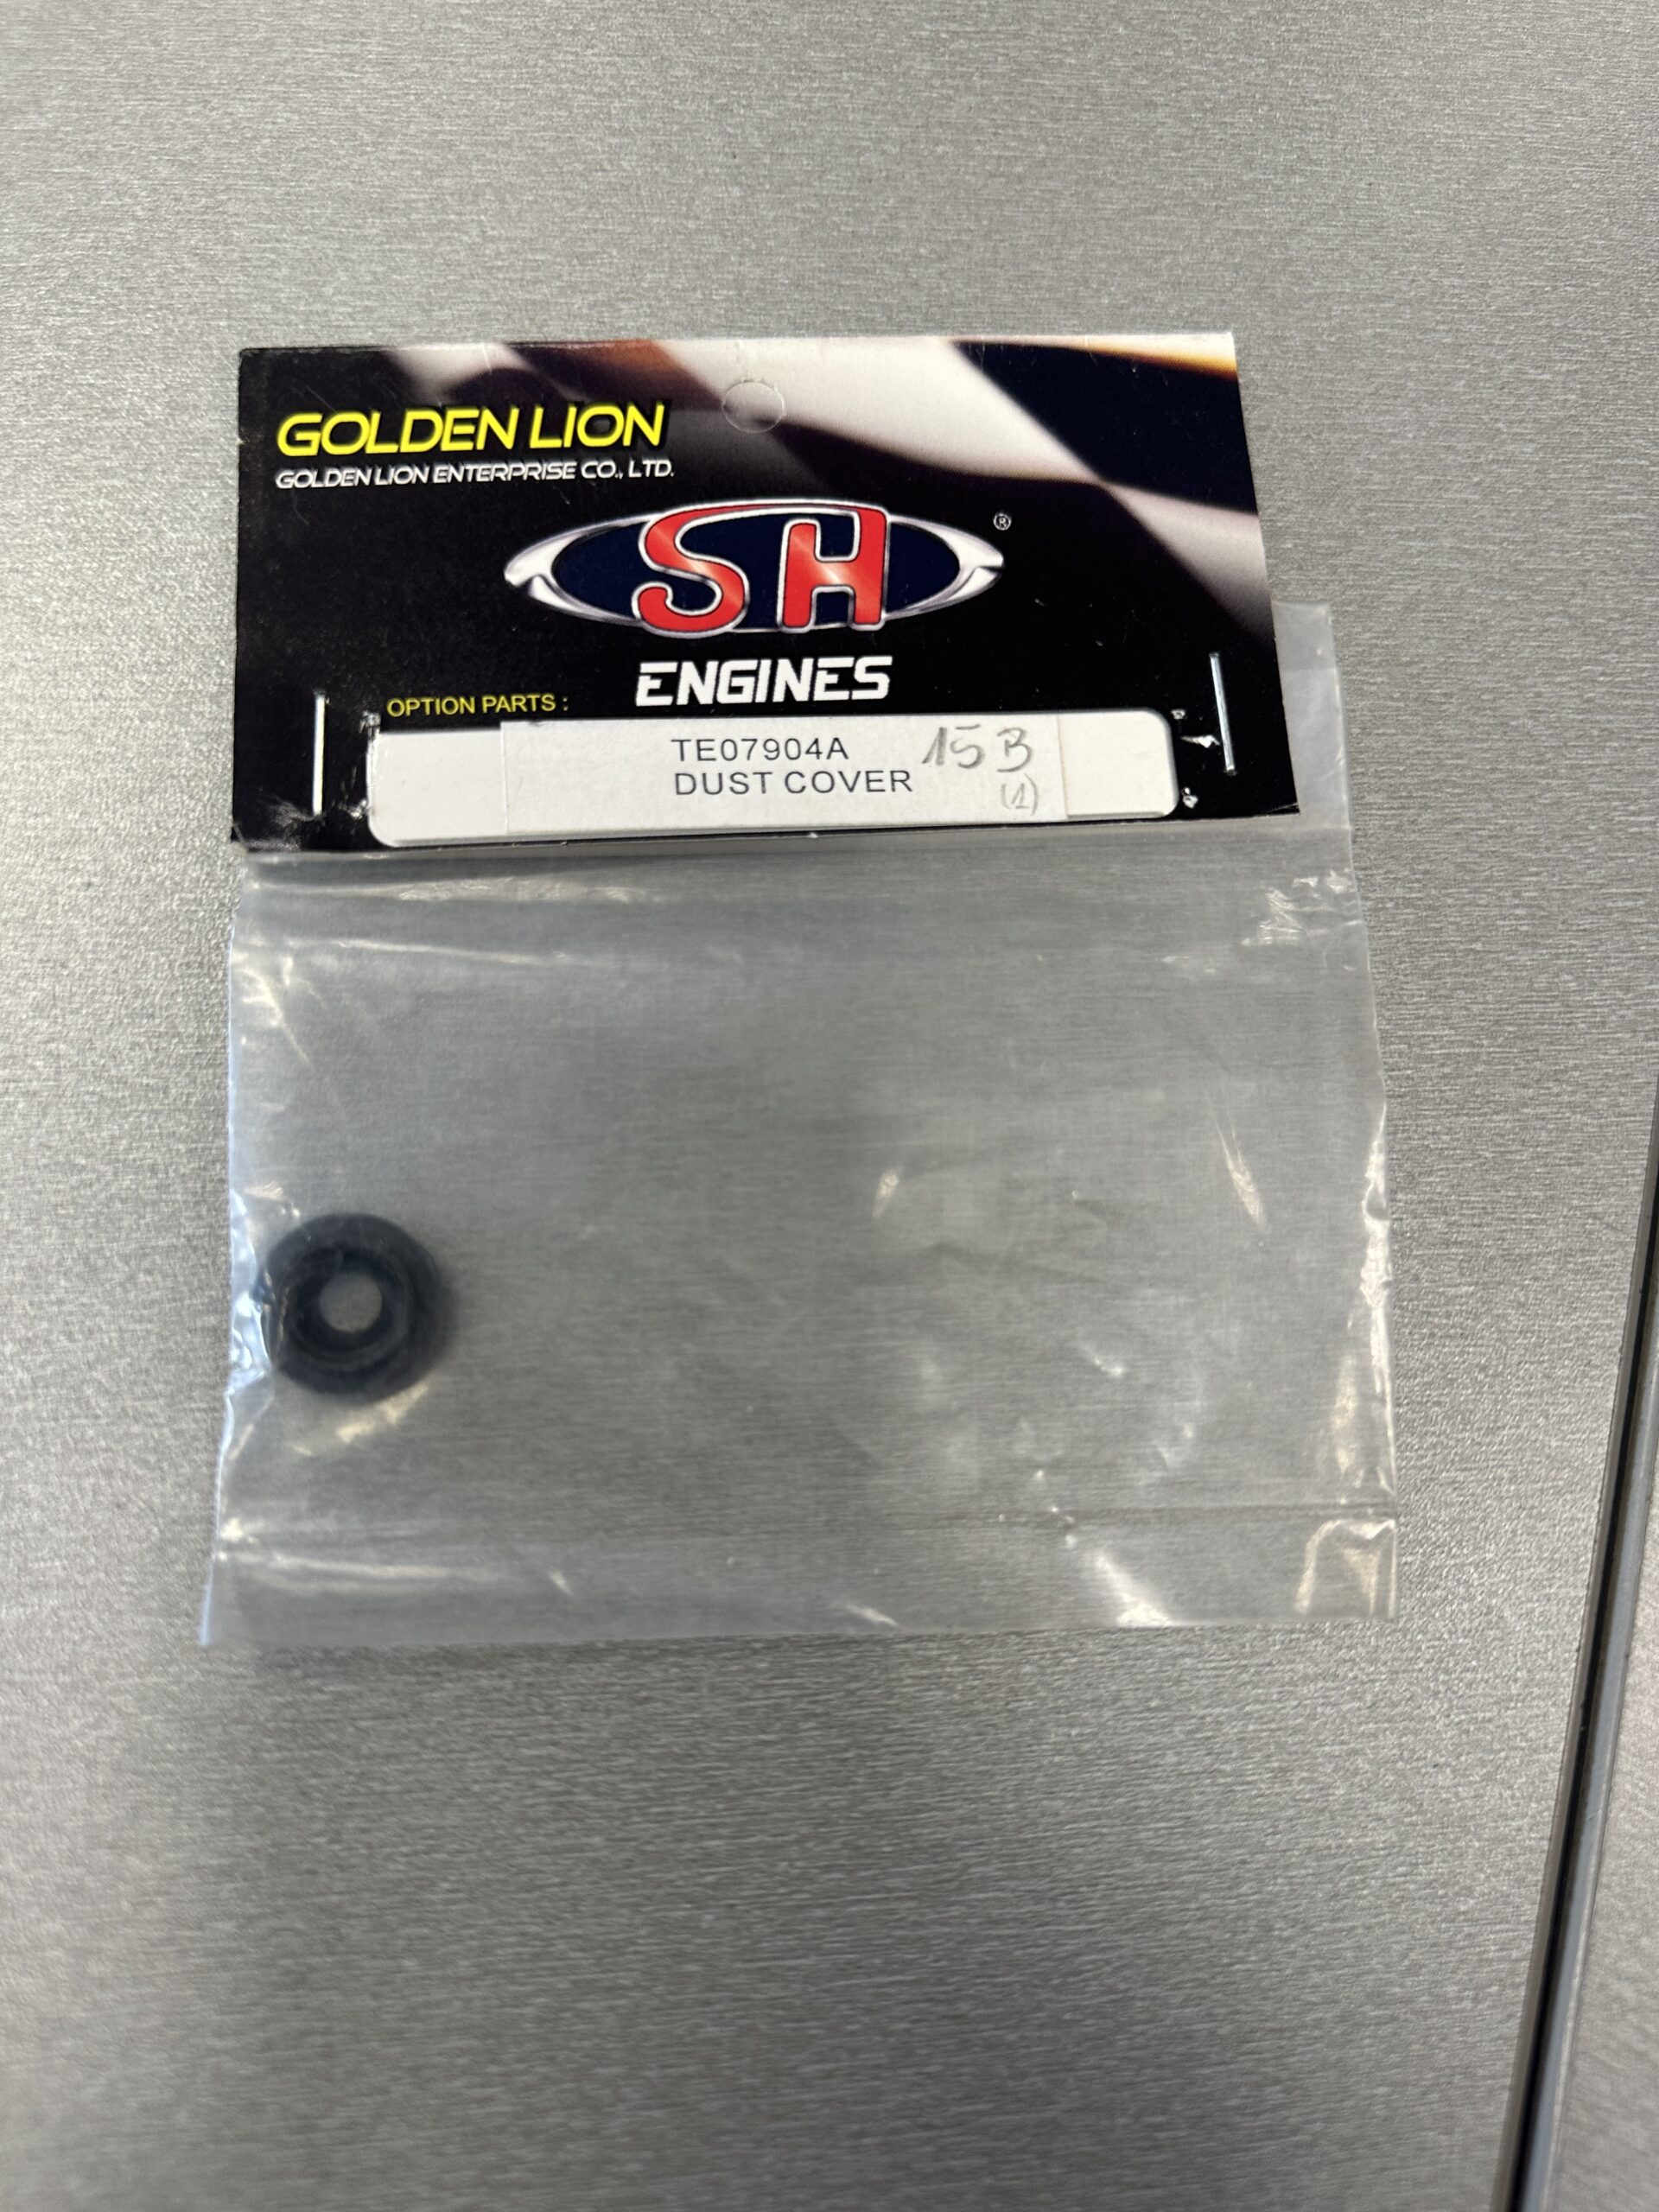 GOLDEN LION
GOLDEN LION ENTERPRISE CO., LTD.
SH ®
ENGINES
OPTION PARTS :
TE07904A 15B
DUST COVER (1)